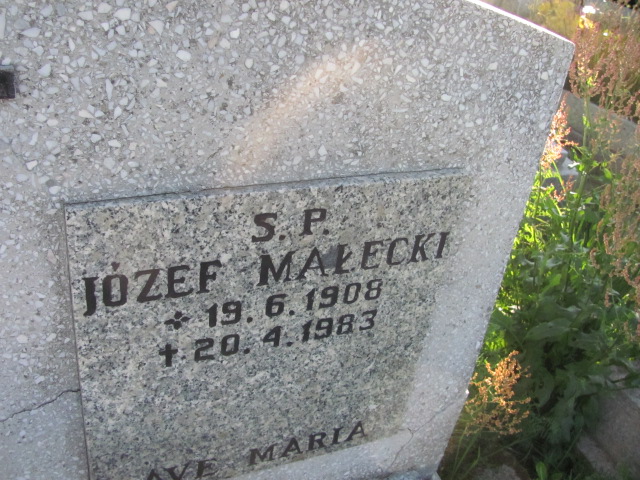 S. P.
JÓZEF MAŁECKI
* 19. 6. 1908
✝ 20. 4. 1983
AVE MARIA